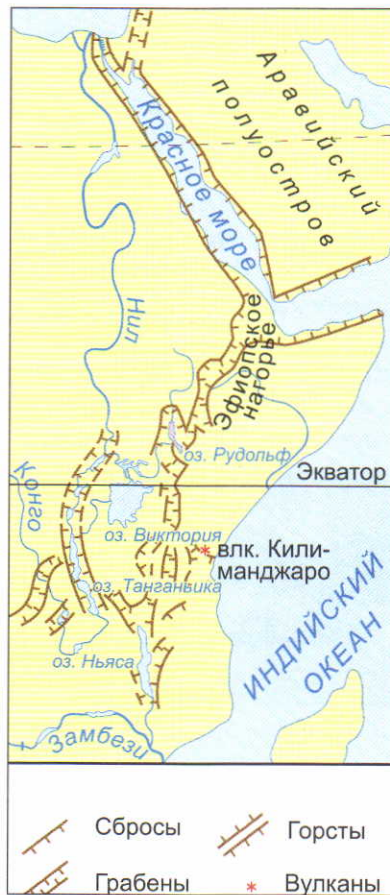 Аравийский
полуостров
Красное море
Нил
Эфиопское
нагорье
оз. Рудольф
Конго
Экватор
оз. Виктория
влк. Кили-
манджаро
оз. Танганьика
оз. Ньяса
ИНДИЙСКИЙ
ОКЕАН
Замбези
Сбросы
Горсты
Грабены
Вулканы